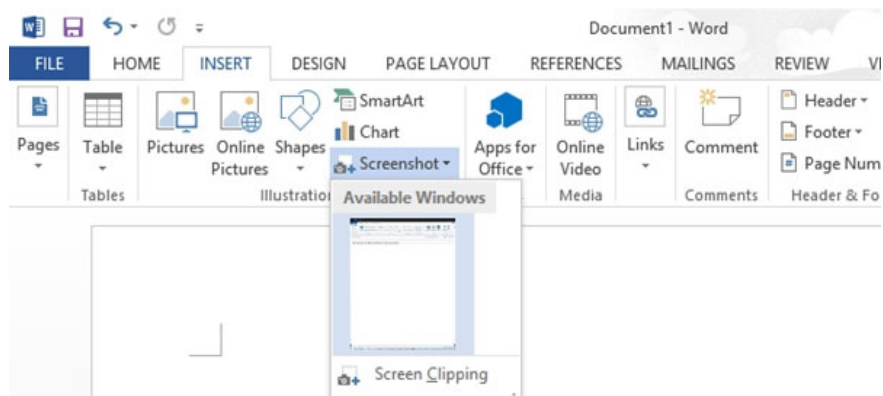 Document1 - Word
FILE HOME INSERT DESIGN PAGE LAYOUT REFERENCES MAILINGS REVIEW VI
Pages
Table
Pictures
Online
Pictures
Shapes
SmartArt
Chart
Screenshot
Apps for
Office
Online
Video
Links
Comment
Header
Footer
Page Num
Tables Illustration Media Comments Header & Fo
Available Windows
Screen Clipping